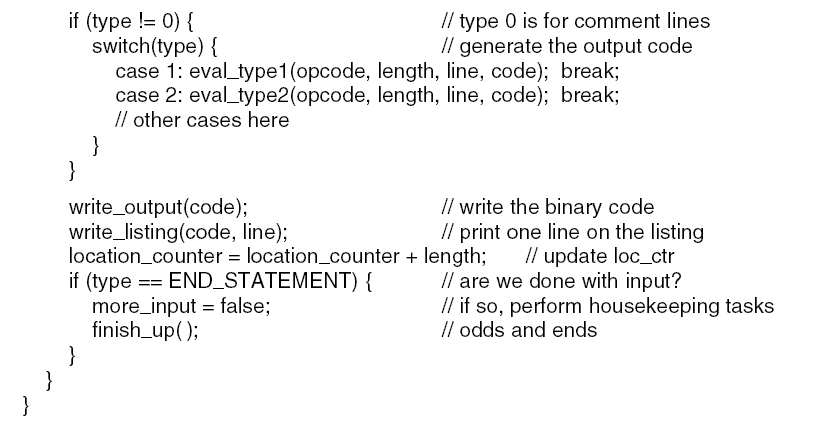 if (type != 0) { // type 0 is for comment lines
switch(type) { // generate the output code
case 1: eval_type1(opcode, length, line, code); break;
case 2: eval_type2(opcode, length, line, code); break;
// other cases here
}
}
write_output(code); // write the binary code
write_listing(code, line); // print one line on the listing
location_counter = location_counter + length; // update loc_ctr
if (type == END_STATEMENT) { // are we done with input?
more_input = false; // if so, perform housekeeping tasks
finish_up( ); // odds and ends
}
}
}